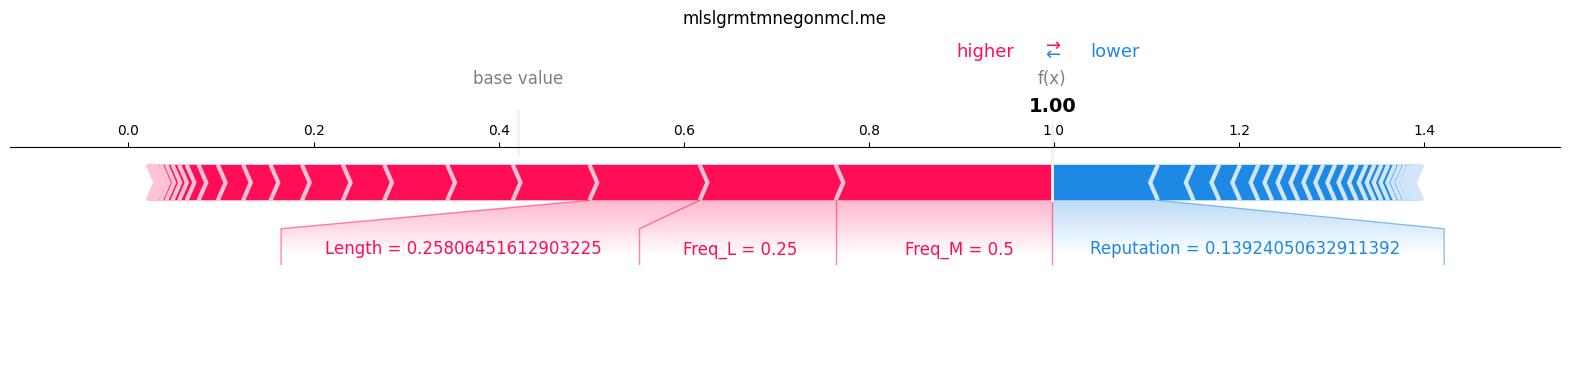 mlslgrmtmnegonmcl.me
higher ⇄ lower
base value f(x)
1.00
0.0 0.2 0.4 0.6 0.8 1.0 1.2 1.4
Length = 0.25806451612903225 Freq_L = 0.25 Freq_M = 0.5 Reputation = 0.13924050632911392